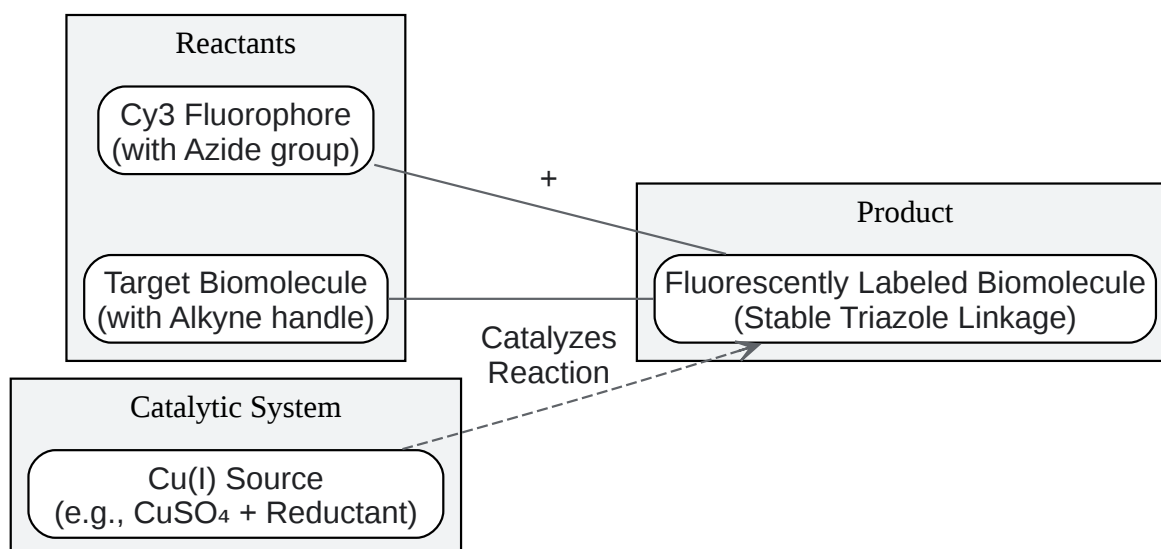 Reactants
Cy3 Fluorophore
(with Azide group)
+
Product
Target Biomolecule
(with Alkyne handle)
Fluorescently Labeled Biomolecule
(Stable Triazole Linkage)
Catalyzes
Reaction
Catalytic System
Cu(I) Source
(e.g., CuSO₄ + Reductant)